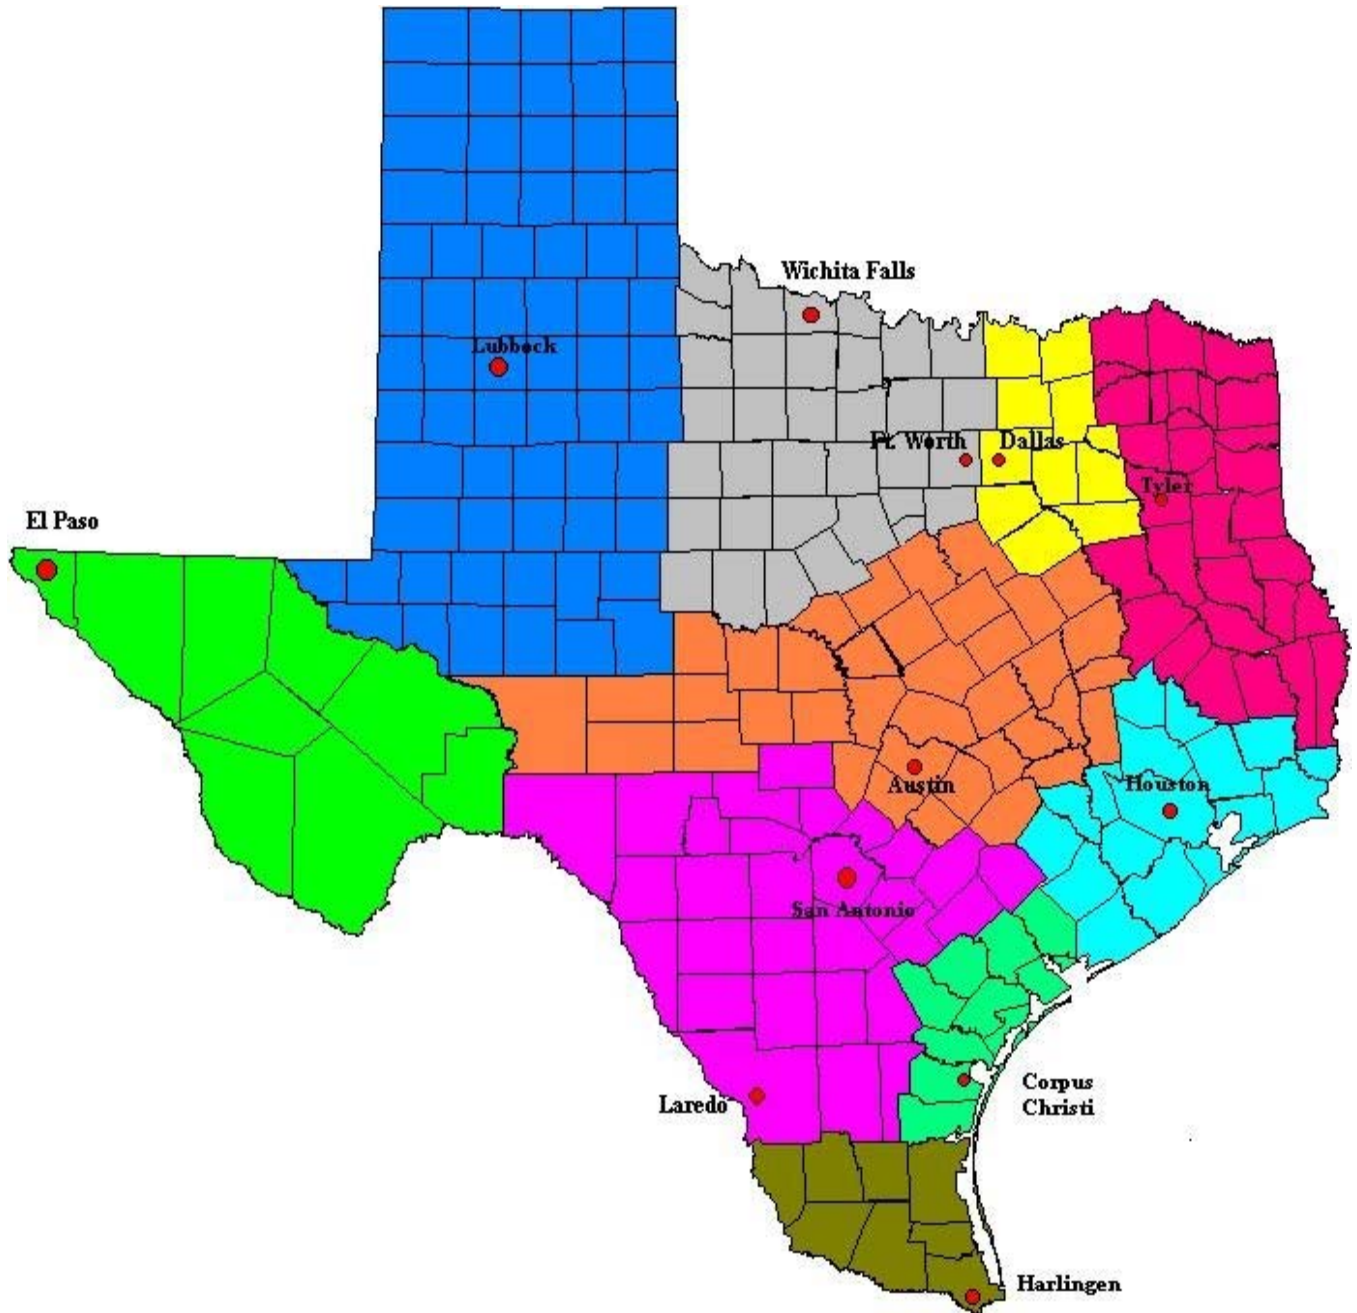 Wichita Falls
Lubbock
Ft. Worth
Dallas
Tyler
El Paso
Austin
Houston
San Antonio
Laredo
Corpus
Christi
Harlingen